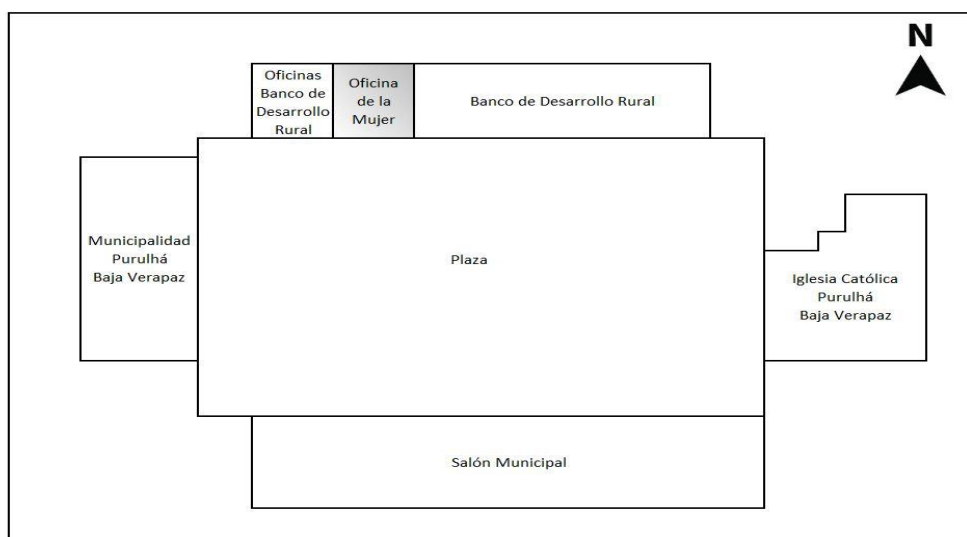 N
Oficinas
Banco de
Desarrollo
Rural
Oficina
de la
Mujer
Banco de Desarrollo Rural
Municipalidad
Purulhá
Baja Verapaz
Plaza
Iglesia Católica
Purulhá
Baja Verapaz
Salón Municipal